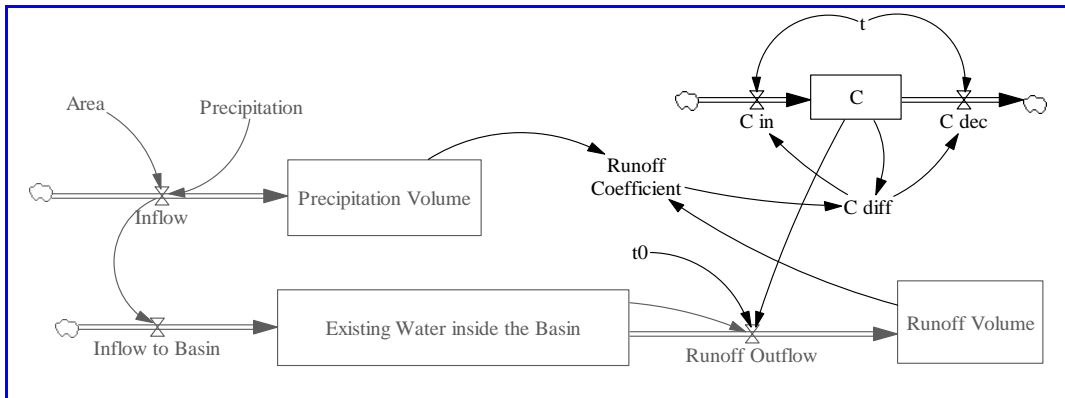 t
Area
Precipitation
C
C in
C dec
Runoff
Coefficient
Precipitation Volume
C diff
Inflow
t0
Existing Water inside the Basin
Runoff Volume
Inflow to Basin
Runoff Outflow